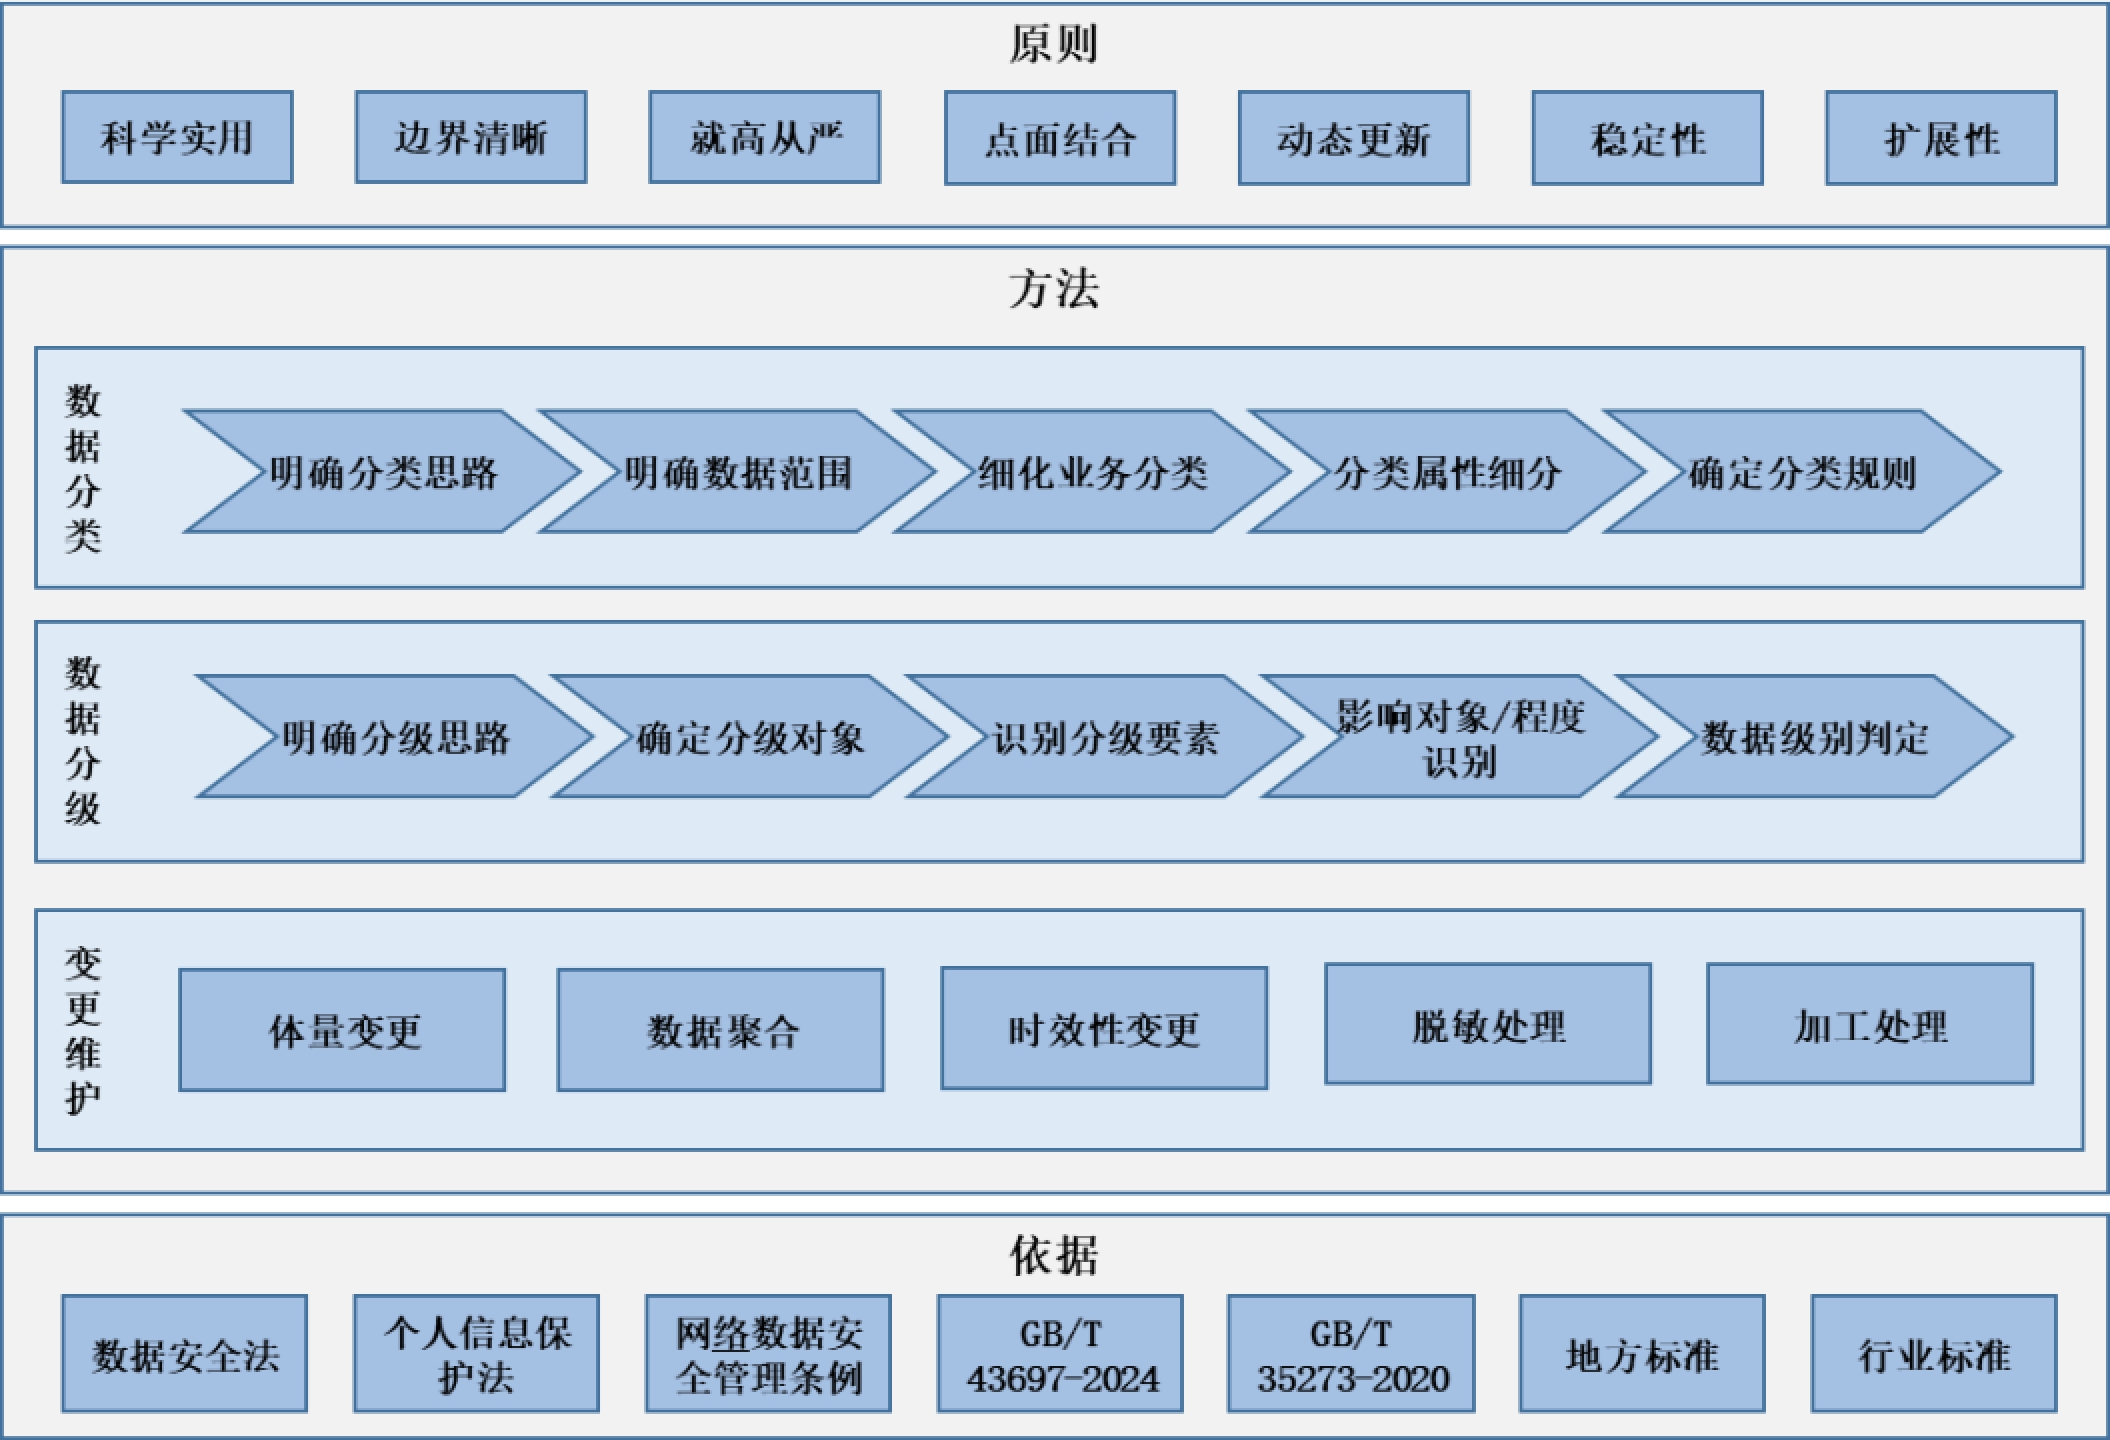 原则
科学实用
边界清晰
就高从严
点面结合
动态更新
稳定性
扩展性
方法
数据分类
明确分类思路
明确数据范围
细化业务分类
分类属性细分
确定分类规则
数据分级
明确分级思路
确定分级对象
识别分级要素
影响对象/程度
识别
数据级别判定
变更维护
体量变更
数据聚合
时效性变更
脱敏处理
加工处理
依据
数据安全法
个人信息保
护法
网络数据安
全管理条例
GB/T
43697-2024
GB/T
35273-2020
地方标准
行业标准